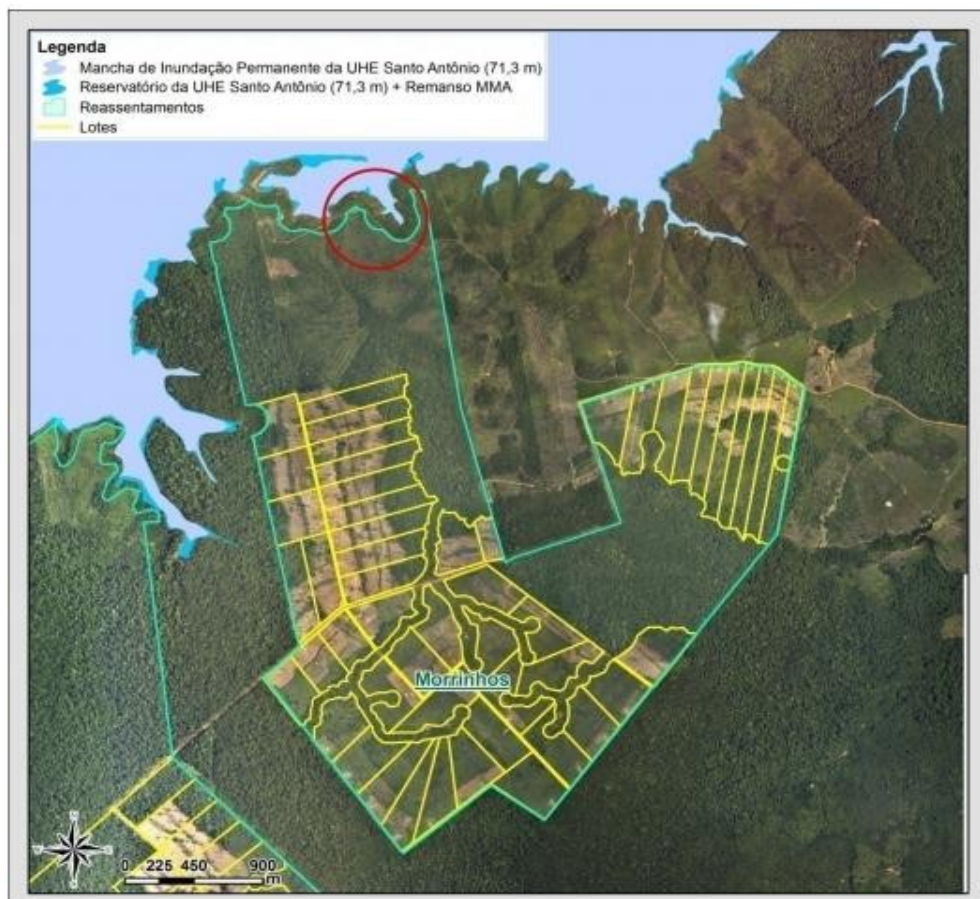 Legenda
Mancha de Inundação Permanente da UHE Santo Antônio (71,3 m)
Reservatório da UHE Santo Antônio (71,3 m) + Remanso MMA
Reassentamentos
Lotes
Morrinhos
0 225 450 900
m